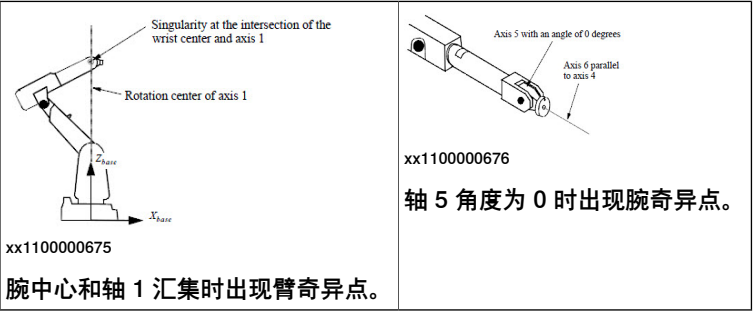 Singularity at the intersection of the
wrist center and axis 1
Rotation center of axis 1
Zbase
Xbase
xx1100000675
腕中心和轴 1 汇集时出现臂奇异点。
Axis 5 with an angle of 0 degrees
Axis 6 parallel
to axis 4
xx1100000676
轴 5 角度为 0 时出现腕奇异点。